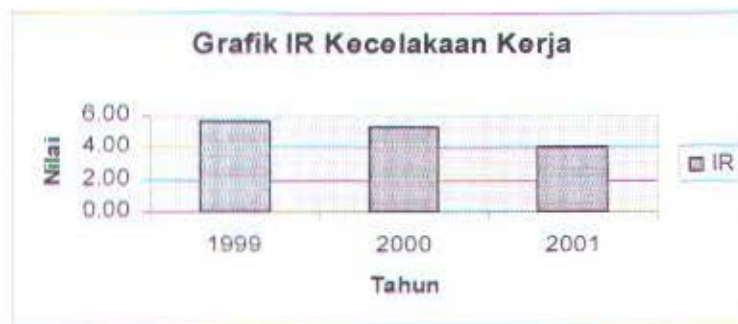 Grafik IR Kecelakaan Kerja
6.00
4.00
2.00
0.00
Nilai
1999 2000 2001
Tahun
IR